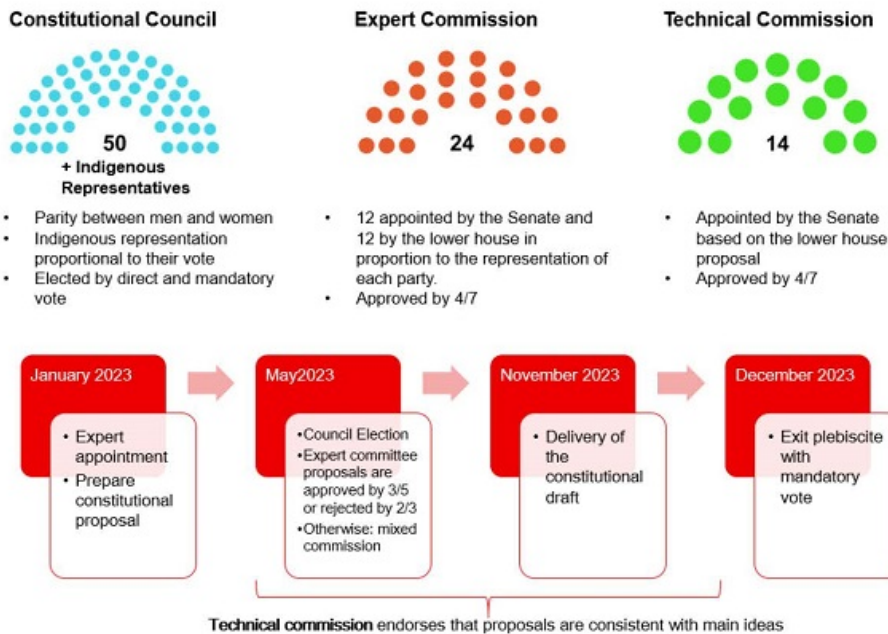 Constitutional Council
50
+ Indigenous
Representatives
• Parity between men and women
• Indigenous representation
proportional to their vote
• Elected by direct and mandatory
vote
Expert Commission
24
• 12 appointed by the Senate and
12 by the lower house in
proportion to the representation of
each party.
• Approved by 4/7
Technical Commission
14
• Appointed by the Senate
based on the lower house
proposal
• Approved by 4/7
January 2023
• Expert
appointment
• Prepare
constitutional
proposal
May2023
•Council Election
•Expert committee
proposals are
approved by 3/5
or rejected by 2/3
•Otherwise: mixed
commission
November 2023
• Delivery of
the
constitutional
draft
December 2023
• Exit plebiscite
with
mandatory
vote
Technical commission endorses that proposals are consistent with main ideas